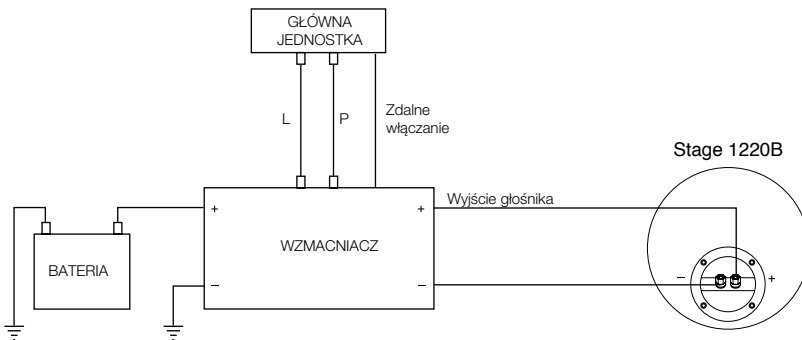 GŁÓWNA
JEDNOSTKA
L
P
Zdalne
włączanie
Stage 1220B
+
+
Wyjście głośnika
BATERIA
WZMACNIACZ
–
–
–
+